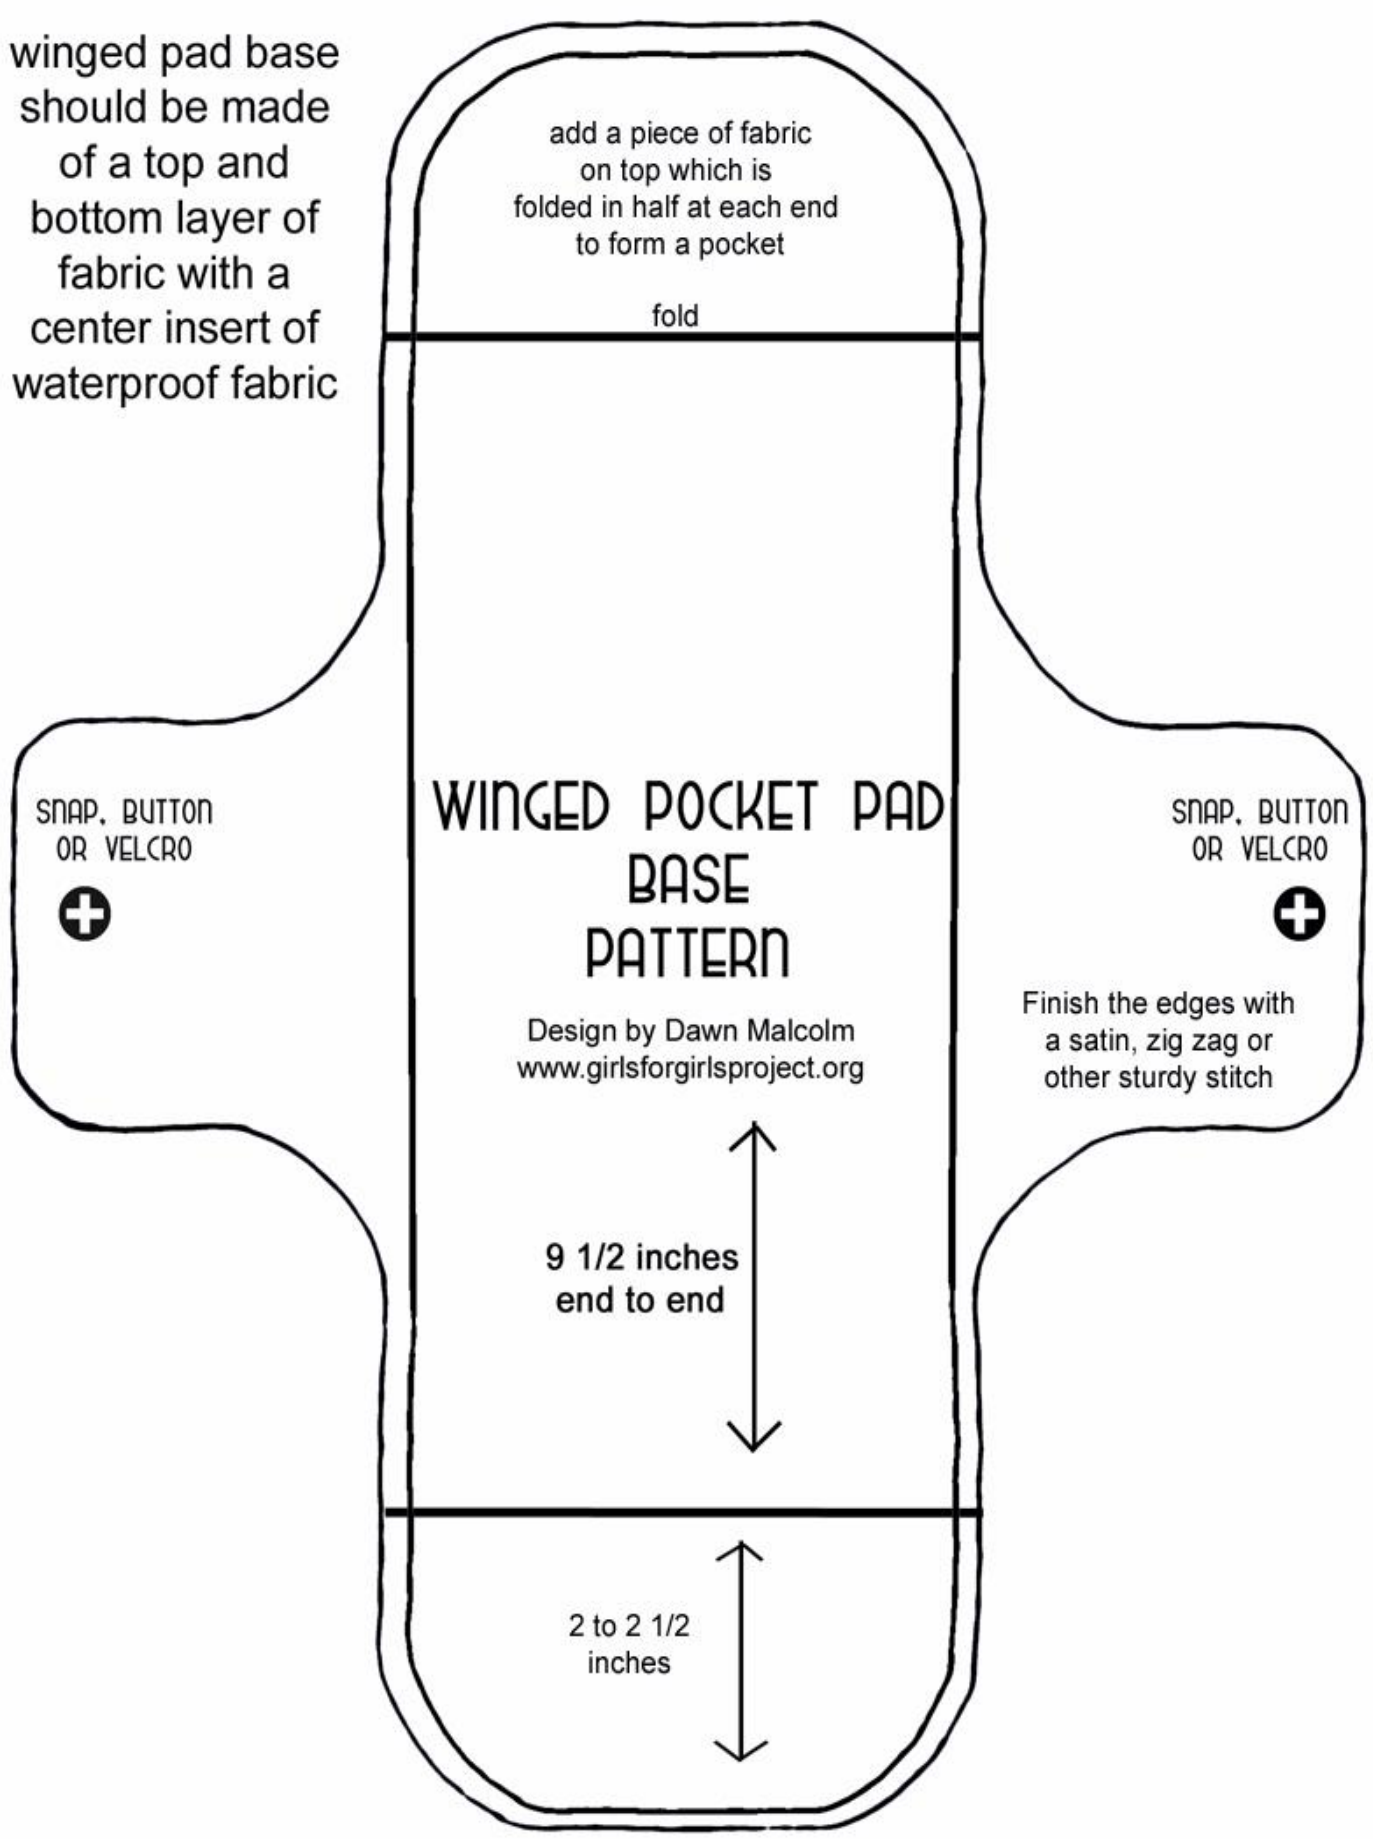 winged pad base
should be made
of a top and
bottom layer of
fabric with a
center insert of
waterproof fabric
add a piece of fabric
on top which is
folded in half at each end
to form a pocket
fold
SNAP, BUTTON
OR VELCRO
WINGED POCKET PAD
BASE
PATTERN
Design by Dawn Malcolm
www.girlsforgirlsproject.org
SNAP, BUTTON
OR VELCRO
Finish the edges with
a satin, zig zag or
other sturdy stitch
9 1/2 inches
end to end
2 to 2 1/2
inches